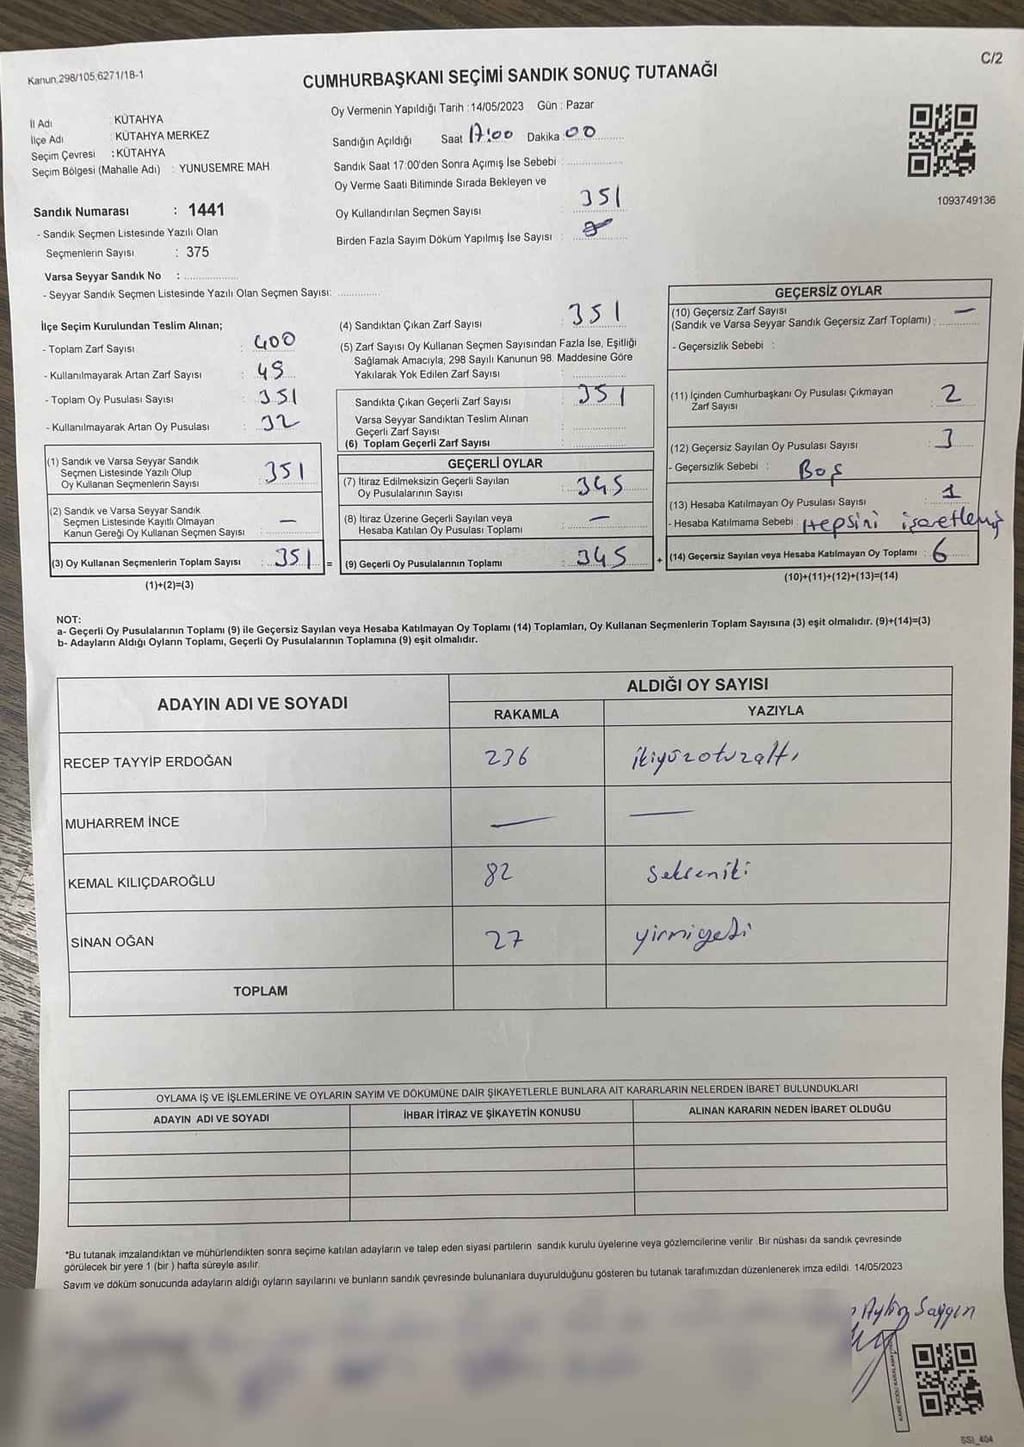 Kanun,298/105,6271/18-1
C/2
CUMHURBAŞKANI SEÇİMİ SANDIK SONUÇ TUTANAĞI
İl Adı : KÜTAHYA
İlçe Adı : KÜTAHYA MERKEZ
Seçim Çevresi : KÜTAHYA
Seçim Bölgesi (Mahalle Adı) : YUNUSEMRE MAH
Sandık Numarası : 1441
- Sandık Seçmen Listesinde Yazılı Olan
Seçmenlerin Sayısı : 375
Varsa Seyyar Sandık No :
- Seyyar Sandık Seçmen Listesinde Yazılı Olan Seçmen Sayısı:
Oy Vermenin Yapıldığı Tarih :14/05/2023 Gün : Pazar
Sandığın Açıldığı Saat 17:00 Dakika 00
Sandık Saat 17:00'den Sonra Açımış İse Sebebi :
Oy Verme Saati Bitiminde Sırada Bekleyen ve
Oy Kullandırılan Seçmen Sayısı : 351
Birden Fazla Sayım Döküm Yapılmış İse Sayısı :
1093749136
İlçe Seçim Kurulundan Teslim Alınan;
- Toplam Zarf Sayısı : 400
- Kullanılmayarak Artan Zarf Sayısı : 49
- Toplam Oy Pusulası Sayısı : 351
- Kullanılmayarak Artan Oy Pusulası : 32
(1) Sandık ve Varsa Seyyar Sandık
Seçmen Listesinde Yazılı Olup
Oy Kullanan Seçmenlerin Sayısı : 351
(2) Sandık ve Varsa Seyyar Sandık
Seçmen Listesinde Kayıtlı Olmayan
Kanun Gereği Oy Kullanan Seçmen Sayısı : —
(3) Oy Kullanan Seçmenlerin Toplam Sayısı : 351 =
(1)+(2)=(3)
(4) Sandıktan Çıkan Zarf Sayısı : 351
(5) Zarf Sayısı Oy Kullanan Seçmen Sayısından Fazla İse, Eşitliği
Sağlamak Amacıyla; 298 Sayılı Kanunun 98. Maddesine Göre
Yakılarak Yok Edilen Zarf Sayısı :
Sandıkta Çıkan Geçerli Zarf Sayısı : 351
Varsa Seyyar Sandıktan Teslim Alınan
Geçerli Zarf Sayısı :
(6) Toplam Geçerli Zarf Sayısı :
GEÇERLİ OYLAR
(7) İtiraz Edilmeksizin Geçerli Sayılan
Oy Pusulalarının Sayısı : 345
(8) İtiraz Üzerine Geçerli Sayılan veya
Hesaba Katılan Oy Pusulası Toplamı : —
(9) Geçerli Oy Pusulalarının Toplamı : 345 +
GEÇERSİZ OYLAR
(10) Geçersiz Zarf Sayısı —
(Sandık ve Varsa Seyyar Sandık Geçersiz Zarf Toplamı) :
- Geçersizlik Sebebi :
(11) İçinden Cumhurbaşkanı Oy Pusulası Çıkmayan
Zarf Sayısı : 2
(12) Geçersiz Sayılan Oy Pusulası Sayısı : 3
- Geçersizlik Sebebi : Boş
(13) Hesaba Katılmayan Oy Pusulası Sayısı : 1
- Hesaba Katılmama Sebebi : Hepsini işaretlemiş
(14) Geçersiz Sayılan veya Hesaba Katılmayan Oy Toplamı : 6
(10)+(11)+(12)+(13)=(14)
NOT:
a- Geçerli Oy Pusulalarının Toplamı (9) ile Geçersiz Sayılan veya Hesaba Katılmayan Oy Toplamı (14) Toplamları, Oy Kullanan Seçmenlerin Toplam Sayısına (3) eşit olmalıdır. (9)+(14)=(3)
b- Adayların Aldığı Oyların Toplamı, Geçerli Oy Pusulalarının Toplamına (9) eşit olmalıdır.
ADAYIN ADI VE SOYADI
ALDIĞI OY SAYISI
RAKAMLA YAZIYLA
RECEP TAYYİP ERDOĞAN 236 ikiyüzotuzaltı
MUHARREM İNCE — —
KEMAL KILIÇDAROĞLU 82 Sekseniki
SİNAN OĞAN 27 yirmiyedi
TOPLAM
OYLAMA İŞ VE İŞLEMLERİNE VE OYLARIN SAYIM VE DÖKÜMÜNE DAİR ŞİKAYETLERLE BUNLARA AİT KARARLARIN NELERDEN İBARET BULUNDUKLARI
ADAYIN ADI VE SOYADI İHBAR İTİRAZ VE ŞİKAYETİN KONUSU ALINAN KARARIN NEDEN İBARET OLDUĞU
*Bu tutanak imzalandıktan ve mühürlendikten sonra seçime katılan adayların ve talep eden siyasi partilerin sandık kurulu üyelerine veya gözlemcilerine verilir .Bir nüshası da sandık çevresinde
görülecek bir yere 1 (bir ) hafta süreyle asılır.
Sayım ve döküm sonucunda adayların aldığı oyların sayılarını ve bunların sandık çevresinde bulunanlara duyurulduğunu gösteren bu tutanak tarafımızdan düzenlenerek imza edildi. 14/05/2023
Aylin Saygın
SSI_404